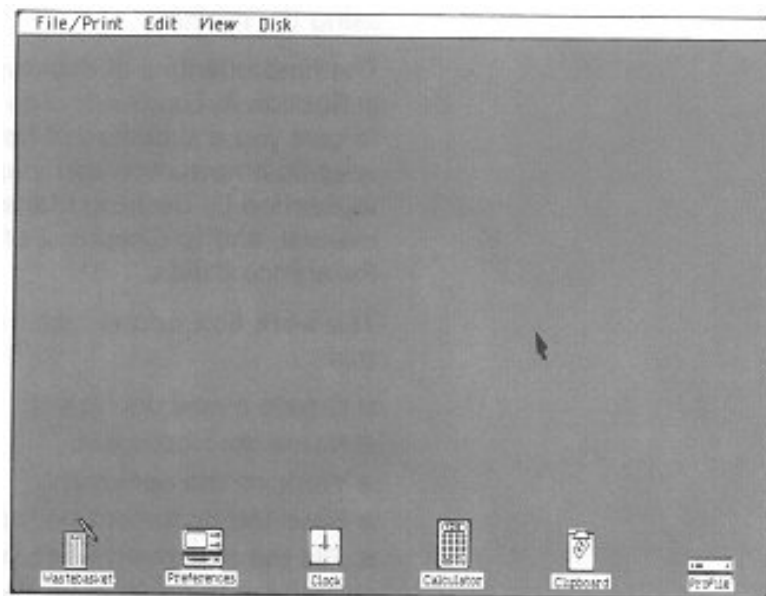 File/Print Edit View Disk
Wastebasket Preferences Clock Calculator Clipboard ProFile